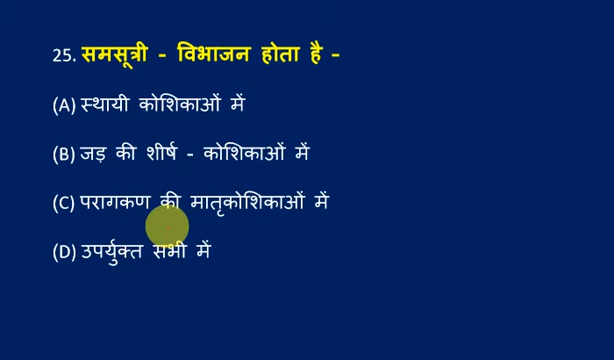 25. समसूत्री - विभाजन होता है -
(A) स्थायी कोशिकाओं में
(B) जड़ की शीर्ष - कोशिकाओं में
(C) परागकण की मातृकोशिकाओं में
(D) उपर्युक्त सभी में